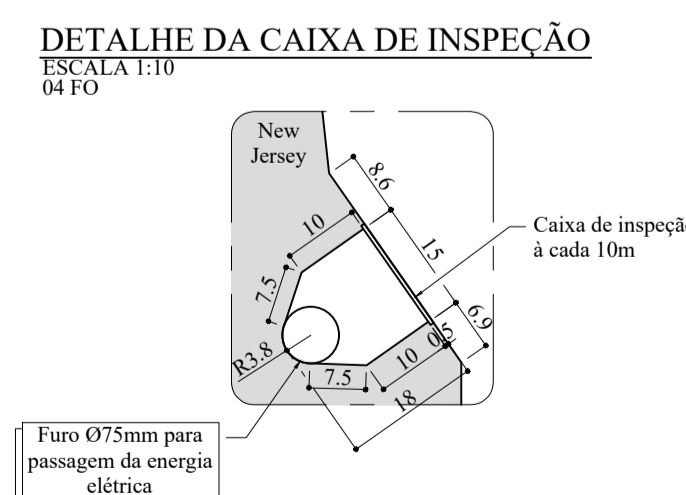 DETALHE DA CAIXA DE INSPEÇÃO
ESCALA 1:10
04 FO
New
Jersey
8.6
10
15
Caixa de inspeçã
à cada 10m
7.5
6.9
0.5
R3.8
10
7.5
18
Furo Ø75mm para
passagem da energia
elétrica